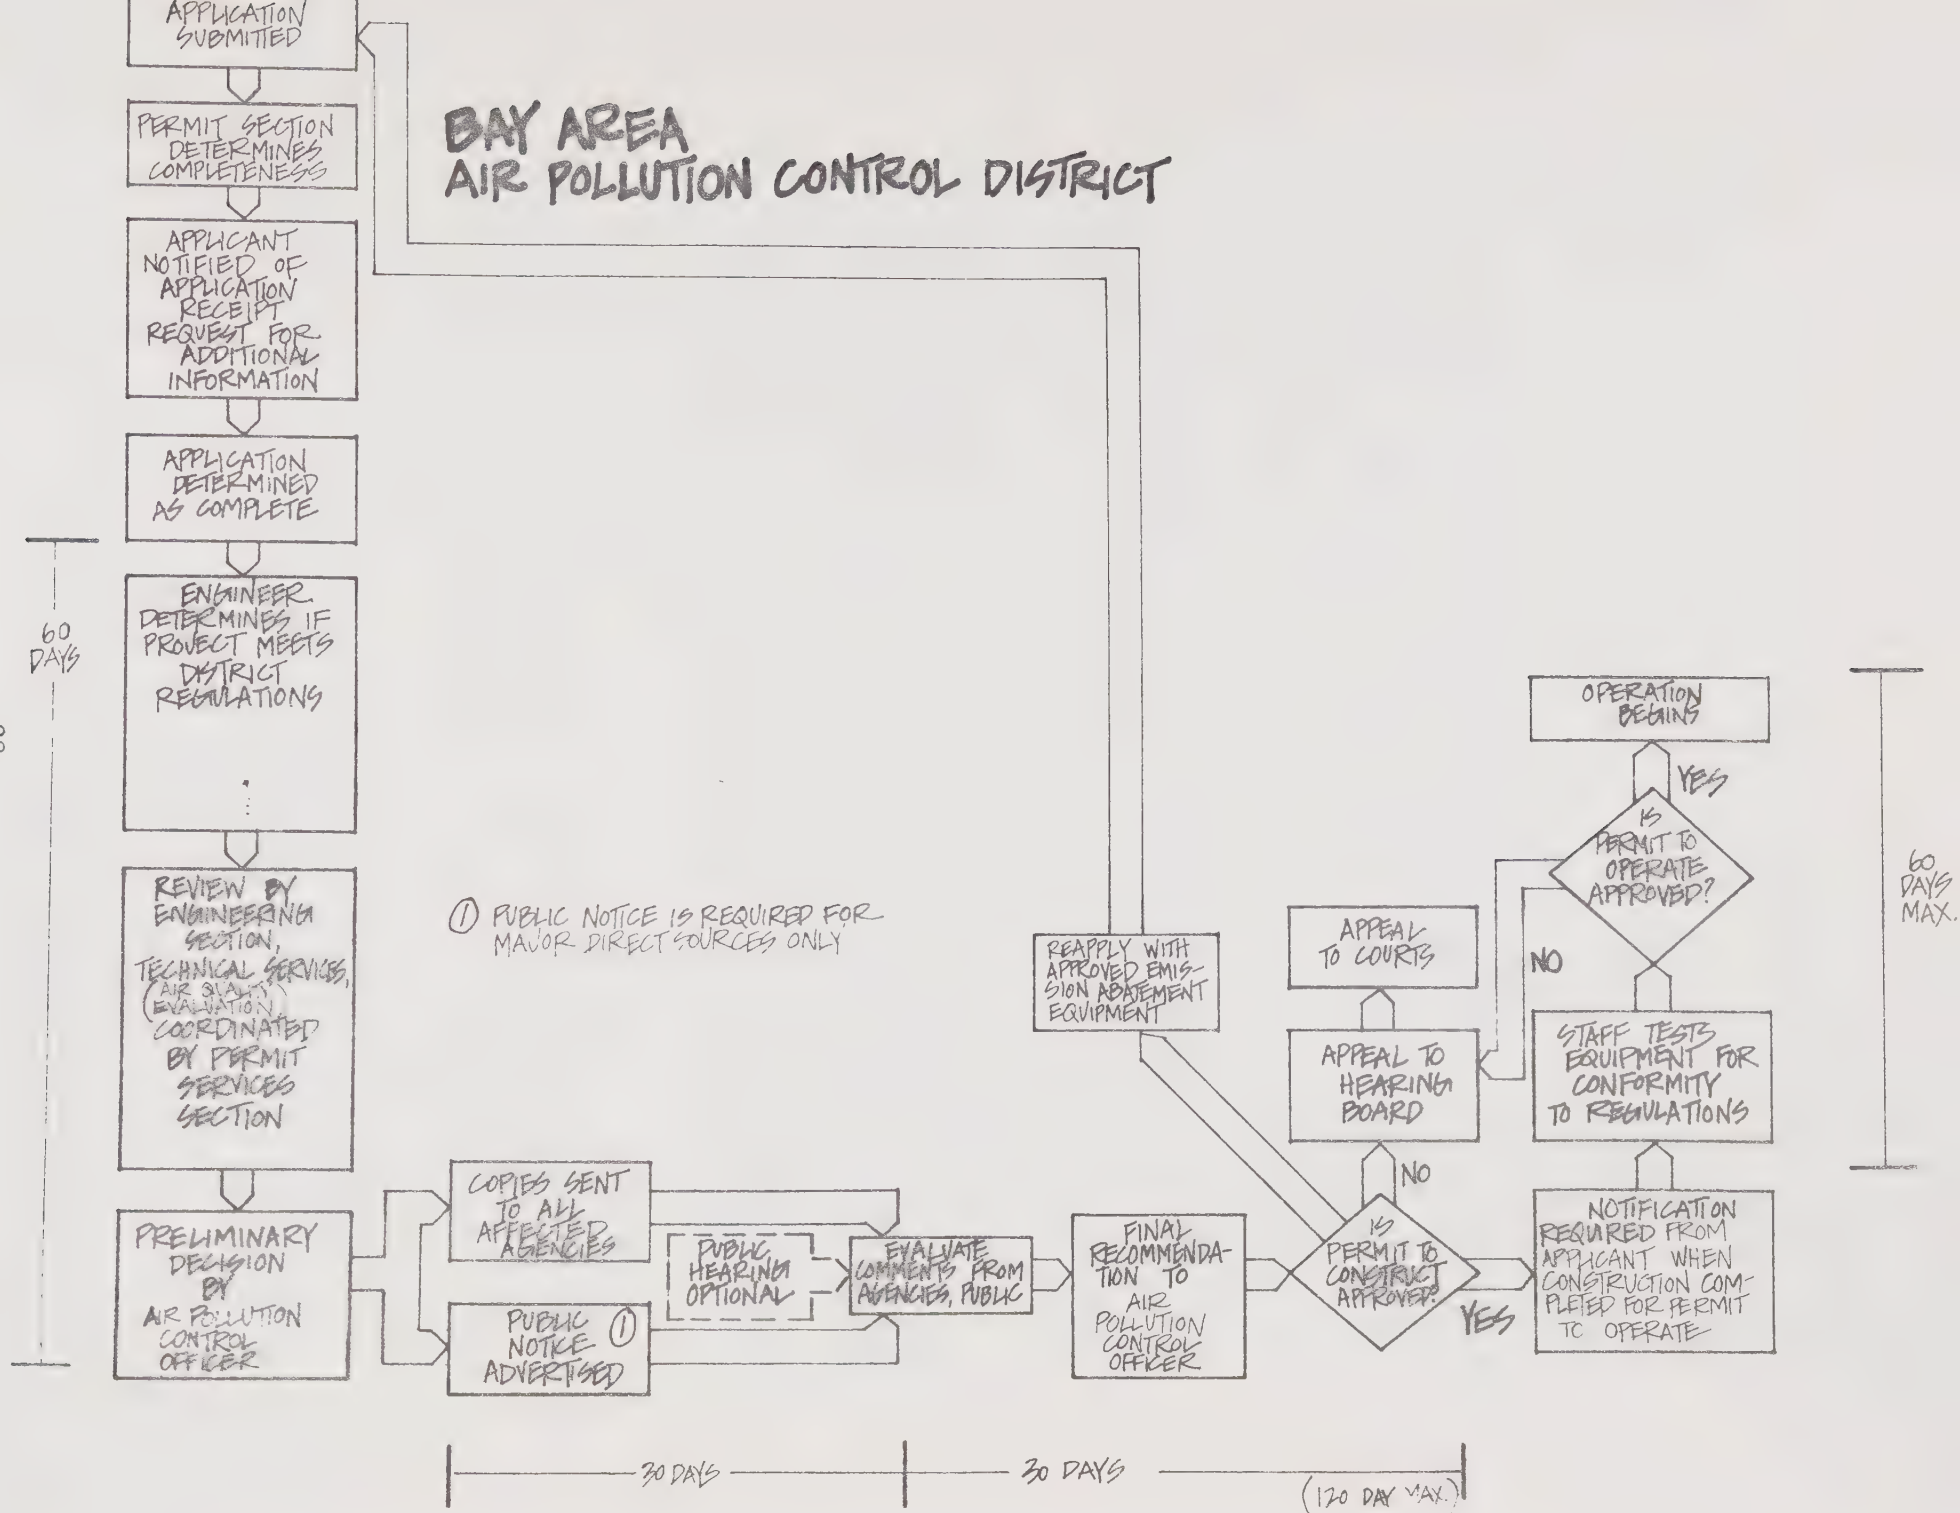 APPLICATION
SUBMITTED
PERMIT SECTION
DETERMINES
COMPLETENESS
BAY AREA
AIR POLLUTION CONTROL DISTRICT
APPLICANT
NOTIFIED OF
APPLICATION
RECEIPT
REQUEST FOR
ADDITIONAL
INFORMATION
APPLICATION
DETERMINED
AS COMPLETE
60
DAYS
ENGINEER
DETERMINES IF
PROJECT MEETS
DISTRICT
REGULATIONS
REVIEW BY
ENGINEERING
SECTION,
TECHNICAL SERVICES,
(AIR QUALITY
EVALUATION)
COORDINATED
BY PERMIT
SERVICES
SECTION
PRELIMINARY
DECISION
BY
AIR POLLUTION
CONTROL
OFFICER
① PUBLIC NOTICE IS REQUIRED FOR
MAJOR DIRECT SOURCES ONLY
COPIES SENT
TO ALL
AFFECTED
AGENCIES
PUBLIC ①
NOTICE
ADVERTISED
PUBLIC
HEARING
OPTIONAL
EVALUATE
COMMENTS FROM
AGENCIES, PUBLIC
FINAL
RECOMMENDA-
TION TO
AIR
POLLUTION
CONTROL
OFFICER
REAPPLY WITH
APPROVED EMIS-
SION ABATEMENT
EQUIPMENT
IS
PERMIT TO
CONSTRUCT
APPROVED?
NO
YES
APPEAL TO
HEARING
BOARD
APPEAL
TO COURTS
NOTIFICATION
REQUIRED FROM
APPLICANT WHEN
CONSTRUCTION COM-
PLETED FOR PERMIT
TO OPERATE
STAFF TESTS
EQUIPMENT FOR
CONFORMITY
TO REGULATIONS
IS
PERMIT TO
OPERATE
APPROVED?
NO
YES
OPERATION
BEGINS
60
DAYS
MAX.
30 DAYS
30 DAYS
(120 DAY MAX.)